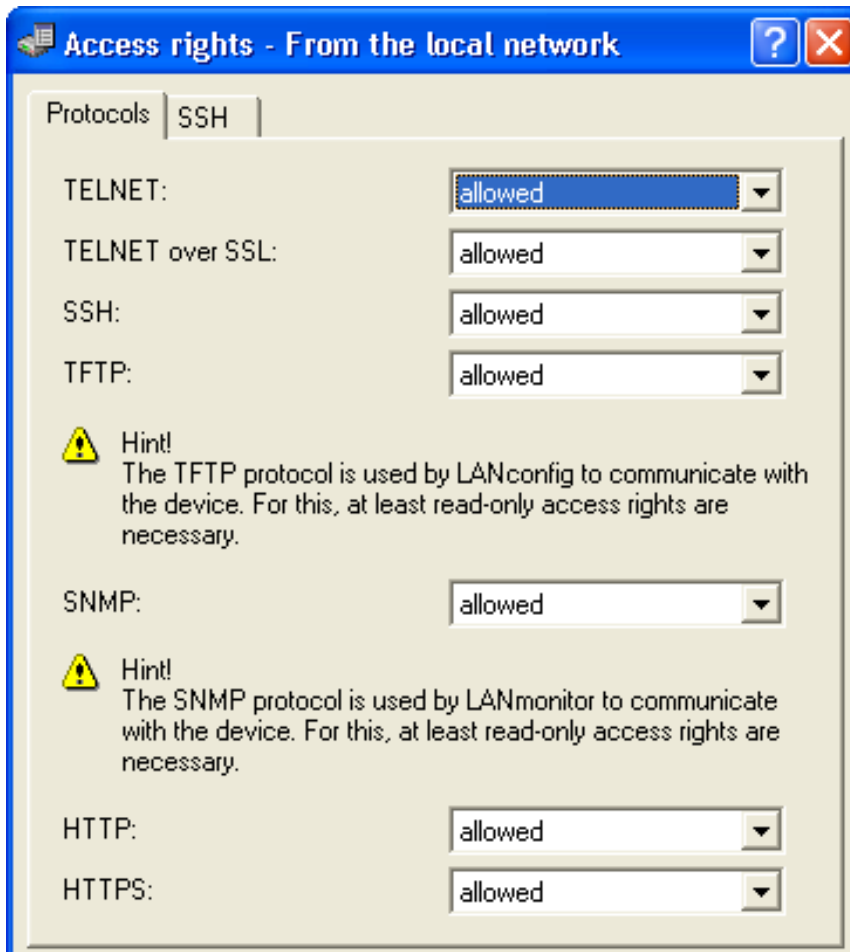 Access rights - From the local network
Protocols SSH
TELNET: allowed
TELNET over SSL: allowed
SSH: allowed
TFTP: allowed
Hint!
The TFTP protocol is used by LANconfig to communicate with
the device. For this, at least read-only access rights are
necessary.
SNMP: allowed
Hint!
The SNMP protocol is used by LANmonitor to communicate
with the device. For this, at least read-only access rights are
necessary.
HTTP: allowed
HTTPS: allowed